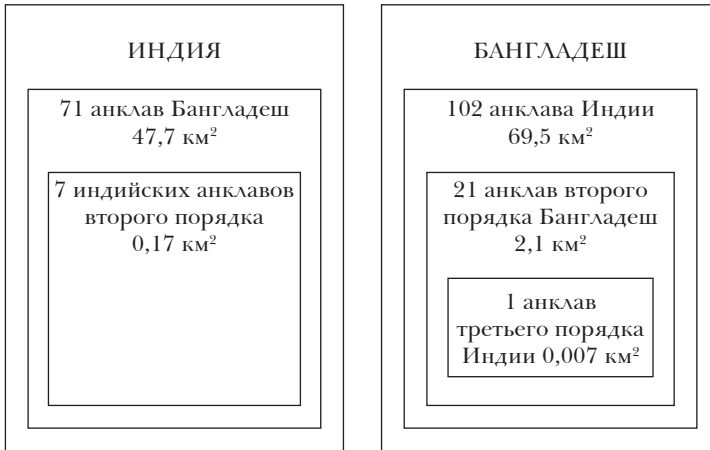 ИНДИЯ
71 анклав Бангладеш
47,7 км²
7 индийских анклавов
второго порядка
0,17 км²
БАНГЛАДЕШ
102 анклава Индии
69,5 км²
21 анклав второго
порядка Бангладеш
2,1 км²
1 анклав
третьего порядка
Индии 0,007 км²